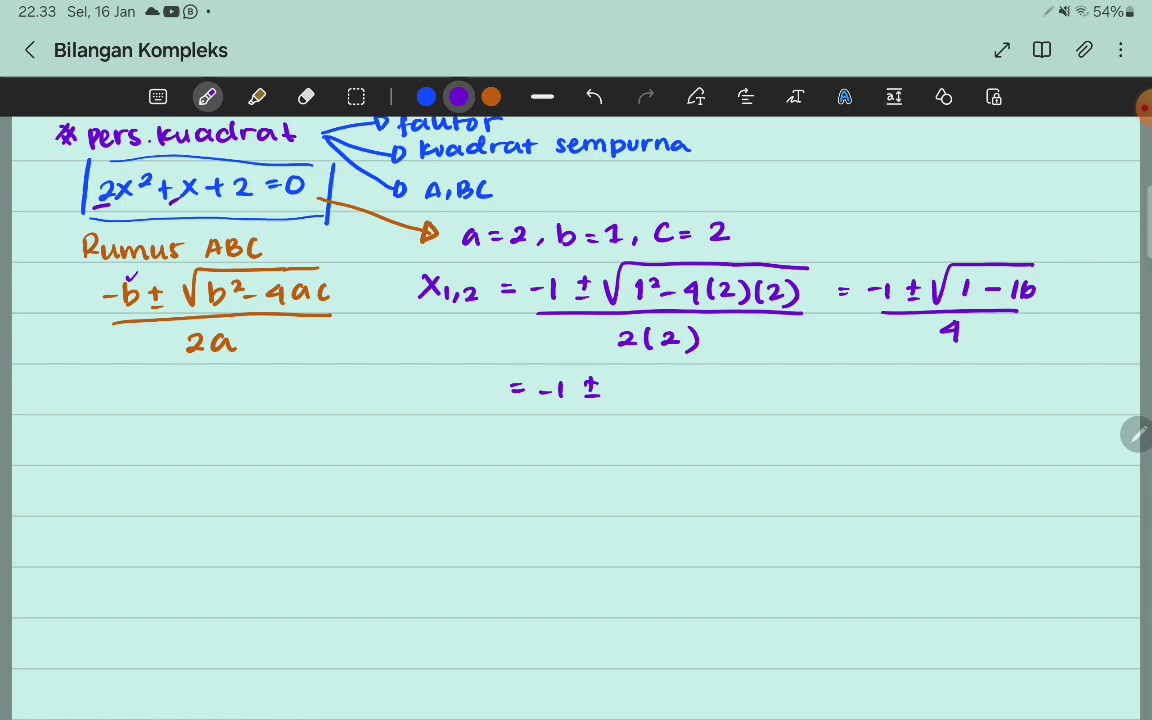 22.33 Sel, 16 Jan
54%
Bilangan Kompleks
* pers. kuadrat
faktor
kuadrat sempurna
A,BC
2x² + x + 2 = 0
a = 2, b = 1, c = 2
Rumus ABC
-b ± √b² - 4ac
2a
x1,2 = -1 ± √1² - 4(2)(2) = -1 ± √1 - 16
2(2) 4
= -1 ±